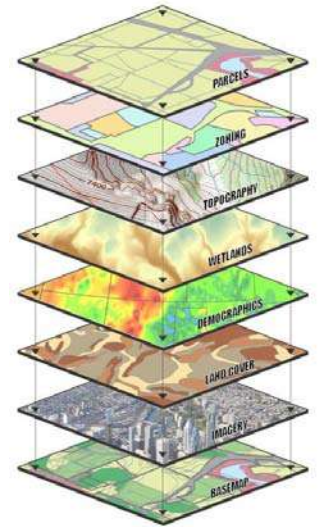 PARCELS
ZONING
TOPOGRAPHY
WETLANDS
DEMOGRAPHICS
LAND COVER
IMAGERY
BASEMAP